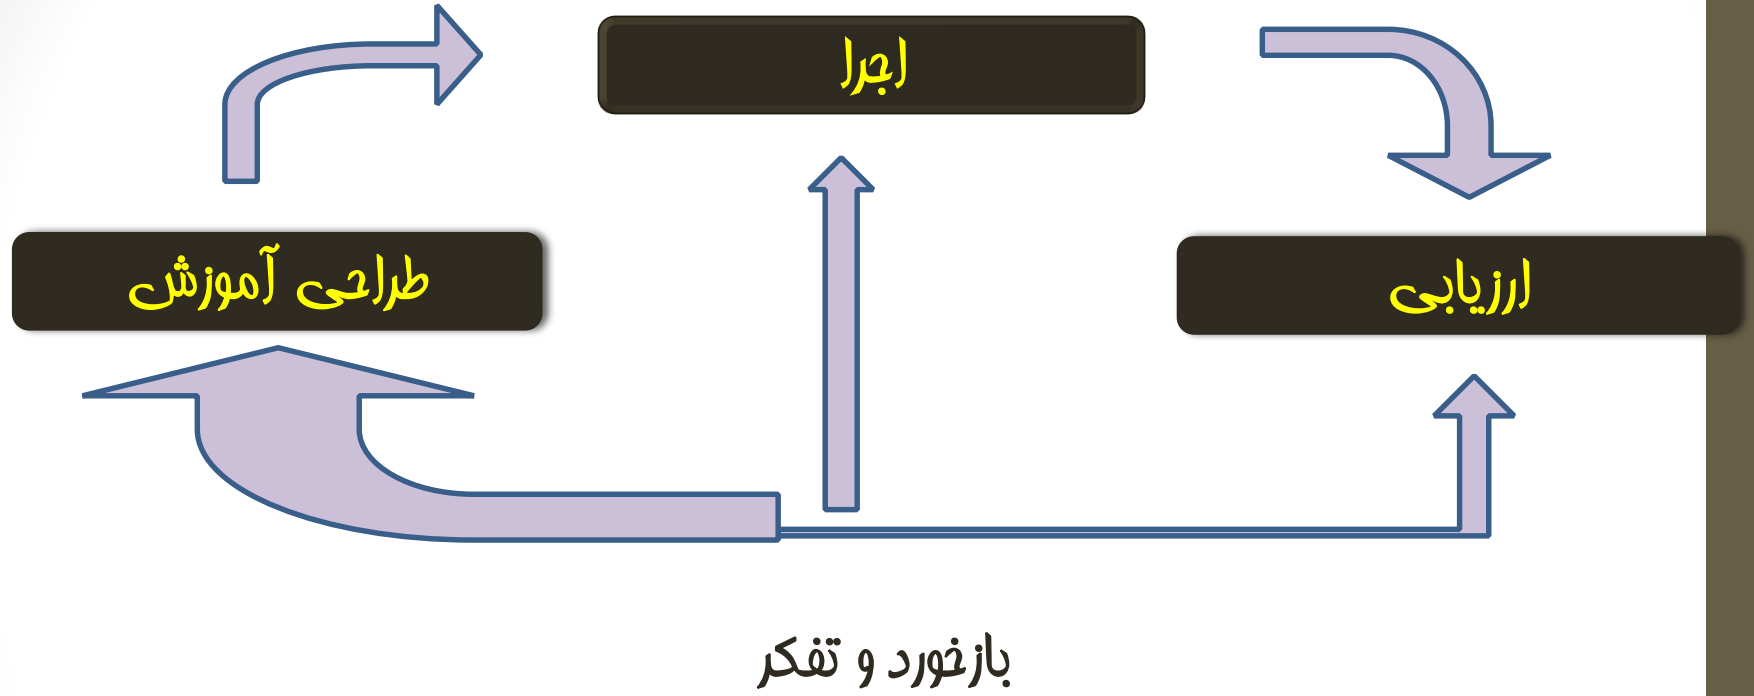 اجرا
طراحی آموزش
ارزیابی
بازخورد و تفکر